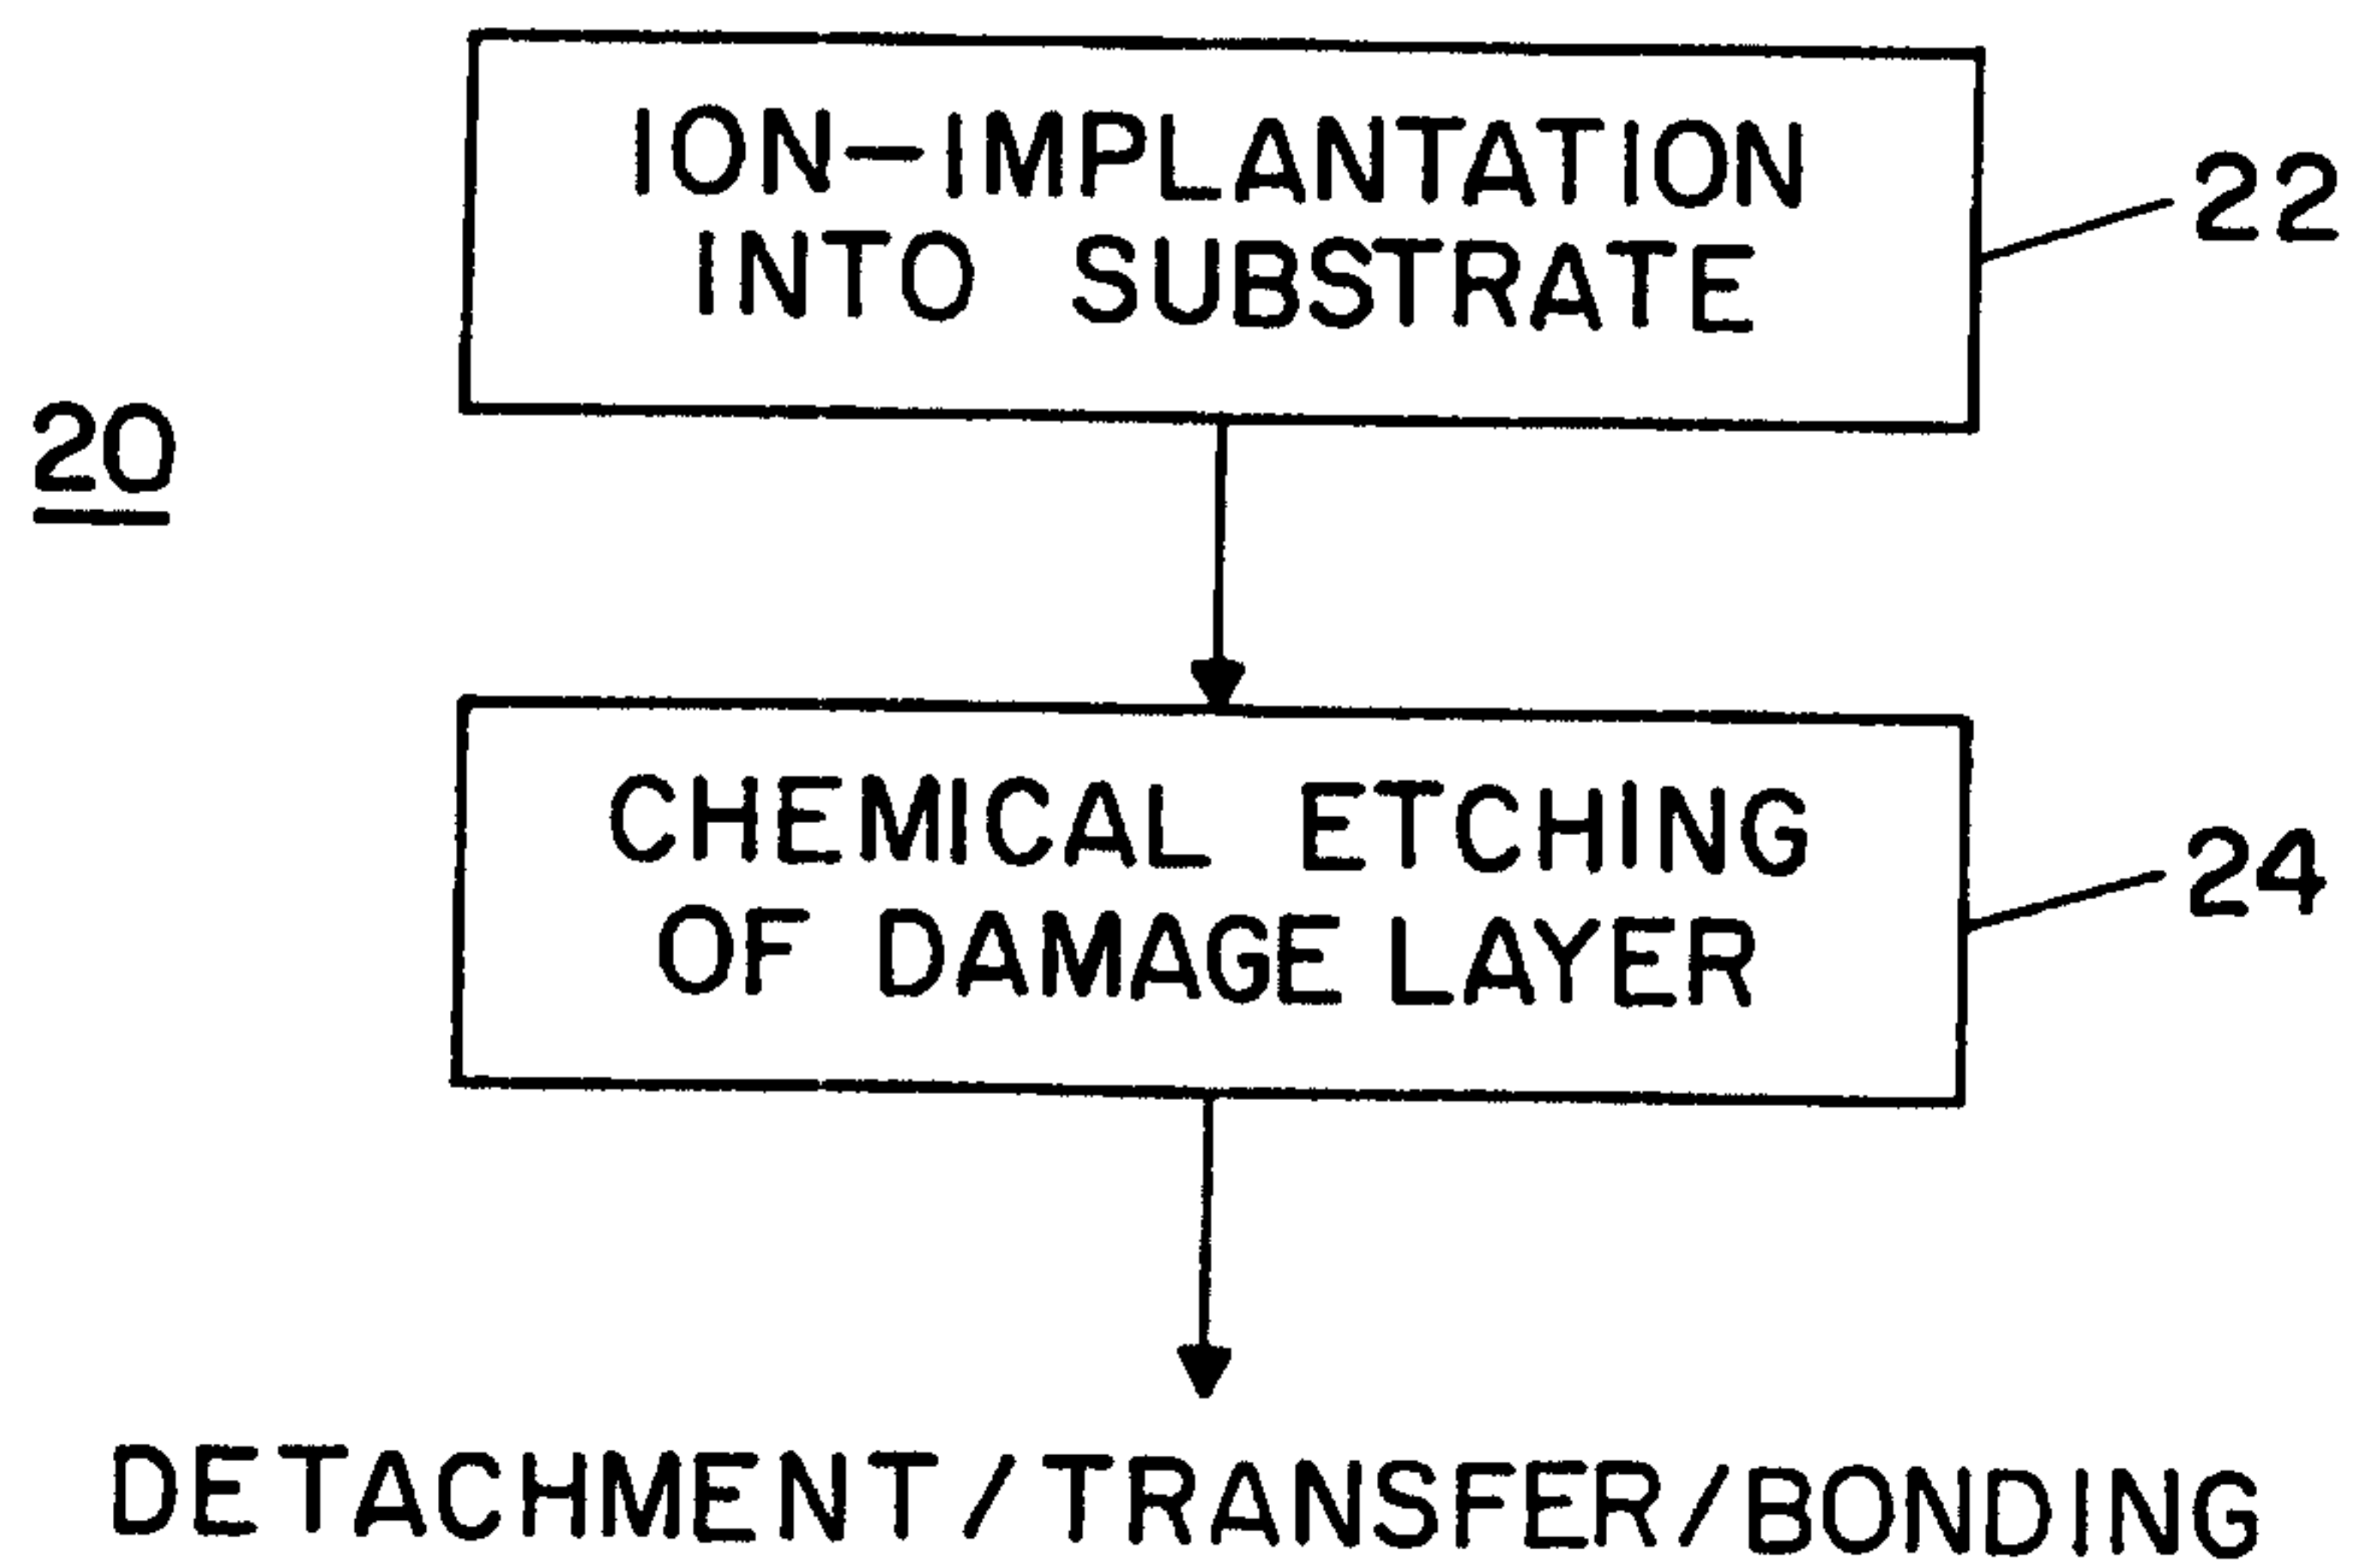 ION-IMPLANTATION
INTO SUBSTRATE
22
20
CHEMICAL ETCHING
OF DAMAGE LAYER
24
DETACHMENT/TRANSFER/BONDING